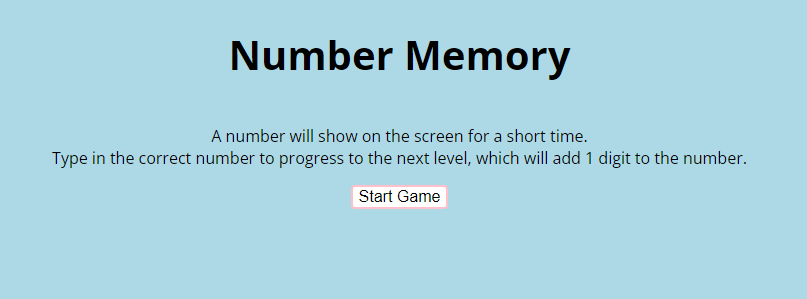 Number Memory
A number will show on the screen for a short time.
Type in the correct number to progress to the next level, which will add 1 digit to the number.
Start Game